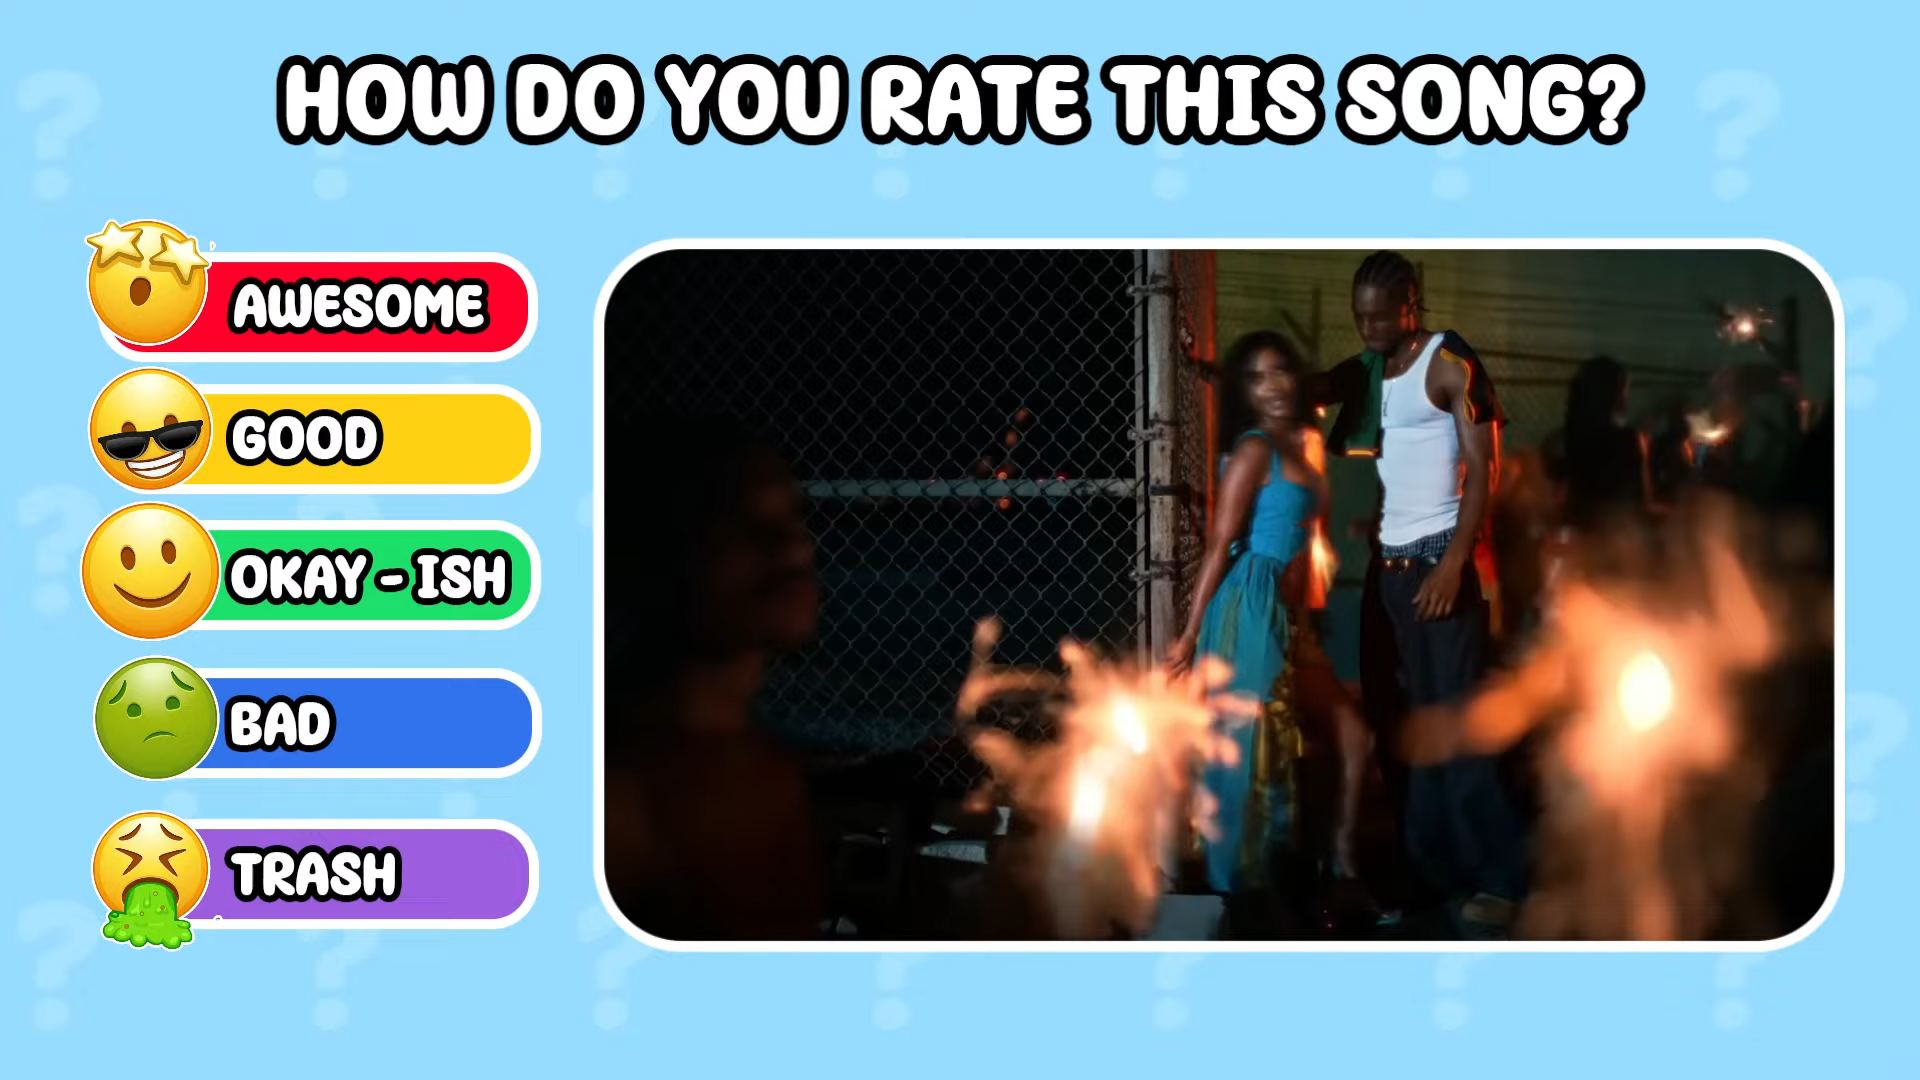 HOW DO YOU RATE THIS SONG?
AWESOME
GOOD
OKAY - ISH
BAD
TRASH